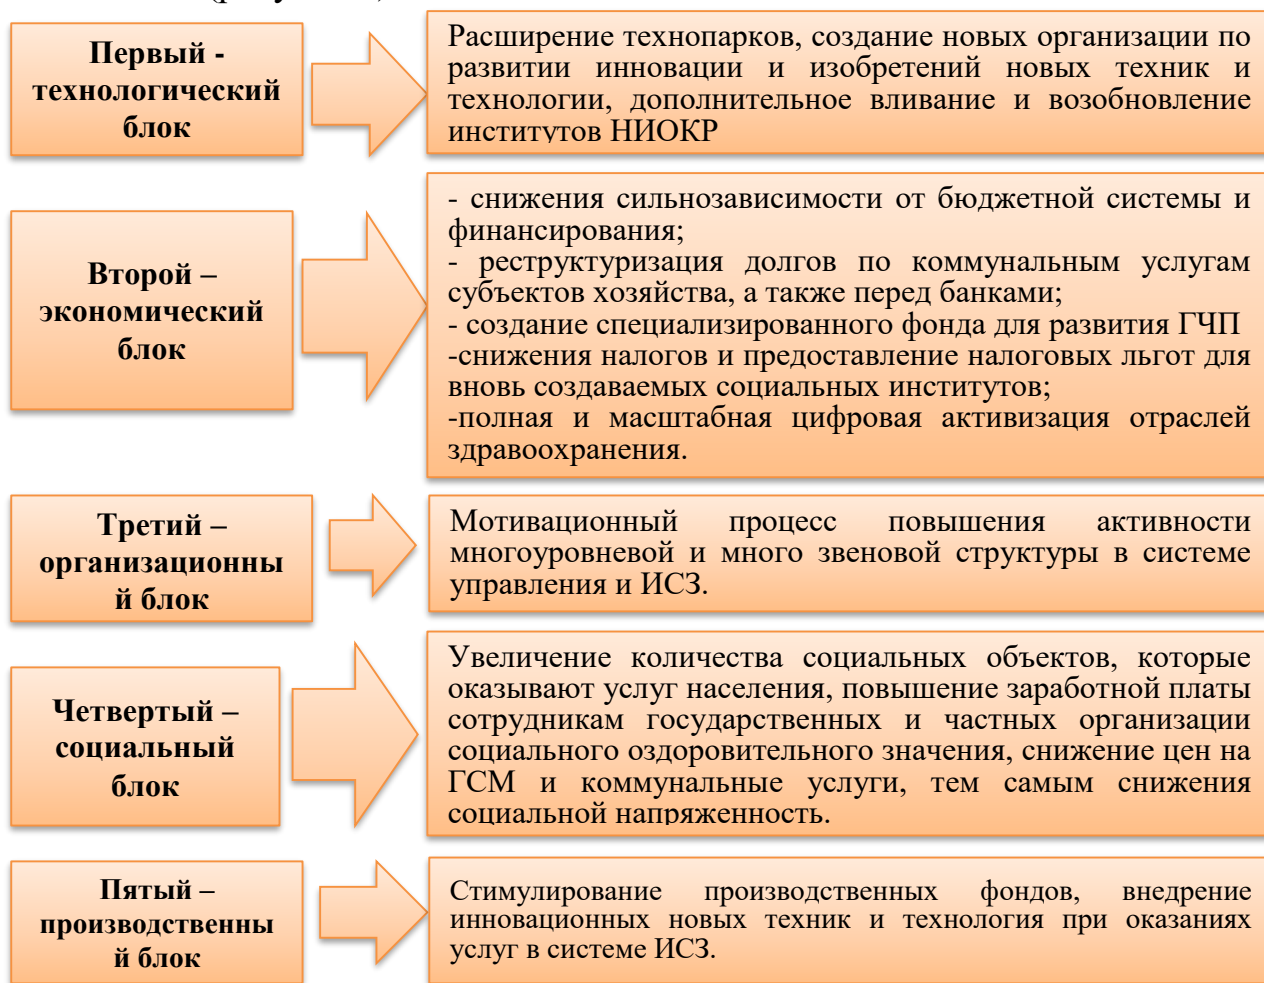 Первый -
технологический
блок
Расширение технопарков, создание новых организации по
развитии инновации и изобретений новых техник и
технологии, дополнительное вливание и возобновление
институтов НИОКР
Второй –
экономический
блок
- снижения сильнозависимости от бюджетной системы и
финансирования;
- реструктуризация долгов по коммунальным услугам
субъектов хозяйства, а также перед банками;
- создание специализированного фонда для развития ГЧП
-снижения налогов и предоставление налоговых льгот для
вновь создаваемых социальных институтов;
-полная и масштабная цифровая активизация отраслей
здравоохранения.
Третий –
организационны
й блок
Мотивационный процесс повышения активности
многоуровневой и много звеновой структуры в системе
управления и ИСЗ.
Четвертый –
социальный
блок
Увеличение количества социальных объектов, которые
оказывают услуг населения, повышение заработной платы
сотрудникам государственных и частных организации
социального оздоровительного значения, снижение цен на
ГСМ и коммунальные услуги, тем самым снижения
социальной напряженность.
Пятый –
производственны
й блок
Стимулирование производственных фондов, внедрение
инновационных новых техник и технология при оказаниях
услуг в системе ИСЗ.